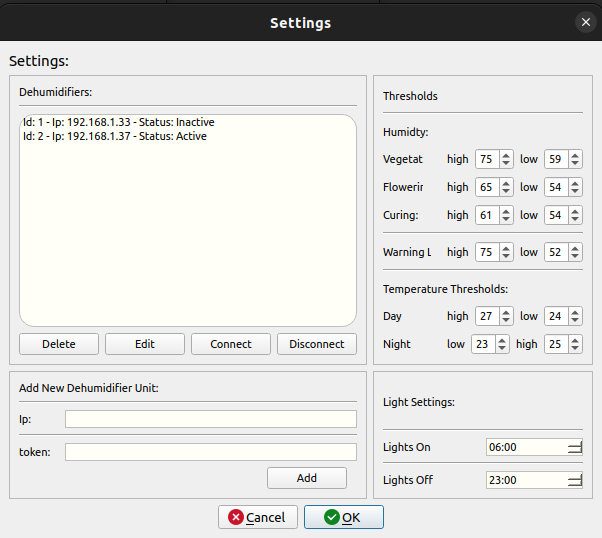 Settings
Settings:
Dehumidifiers:
Id: 1 - Ip: 192.168.1.33 - Status: Inactive
Id: 2 - Ip: 192.168.1.37 - Status: Active
Delete Edit Connect Disconnect
Add New Dehumidifier Unit:
Ip:
token:
Add
Thresholds
Humidty:
Vegetat high 75 low 59
Flowerin high 65 low 54
Curing: high 61 low 54
Warning L high 75 low 52
Temperature Thresholds:
Day high 27 low 24
Night low 23 high 25
Light Settings:
Lights On 06:00
Lights Off 23:00
Cancel OK